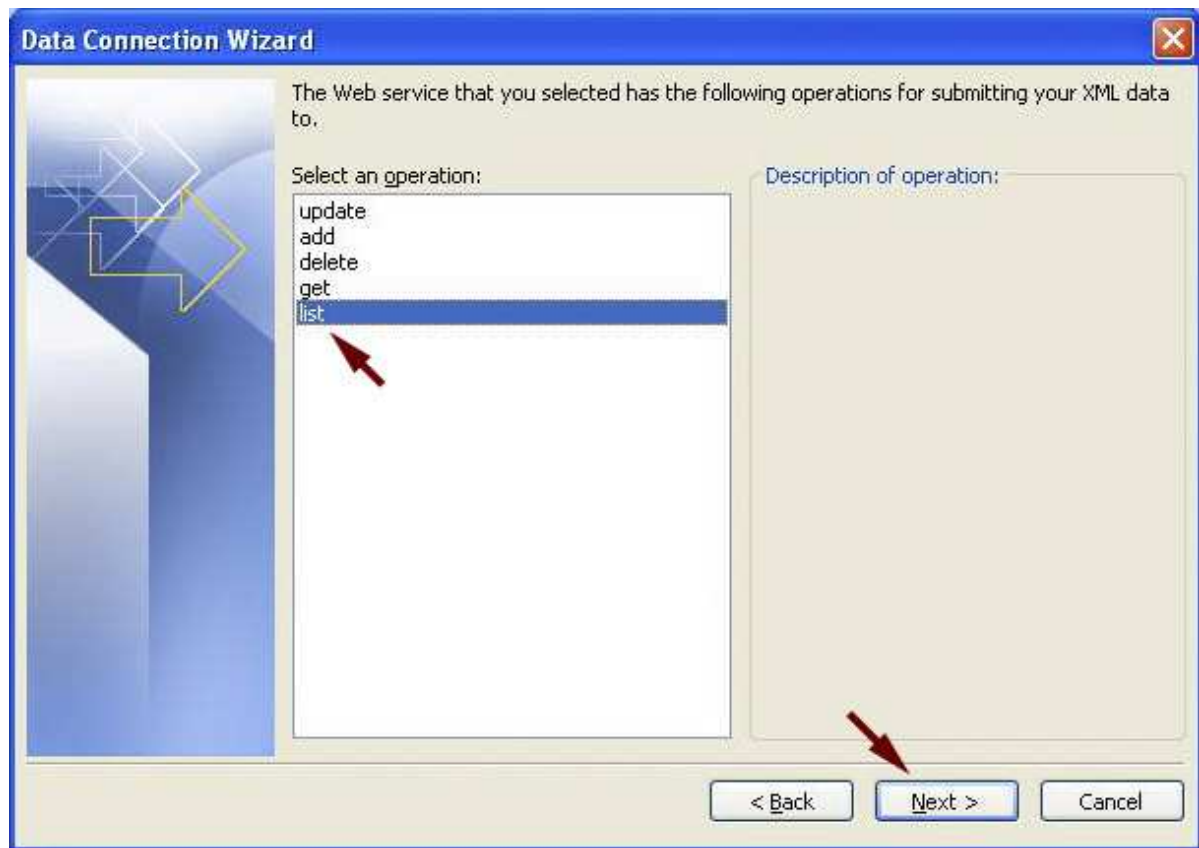 Data Connection Wizard
The Web service that you selected has the following operations for submitting your XML data
to.
Select an operation:
Description of operation:
update
add
delete
get
list
< Back
Next >
Cancel